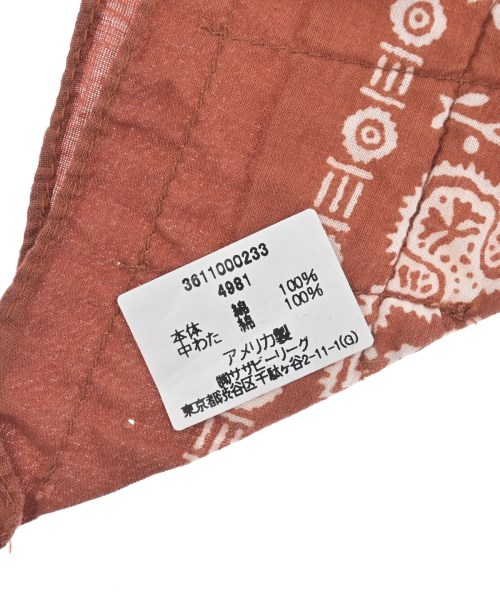 3611000233
4981
本体 綿 100%
中わた 綿 100%
アメリカ製
㈱サザビーリーグ
東京都渋谷区千駄ヶ谷2-11-1(G)